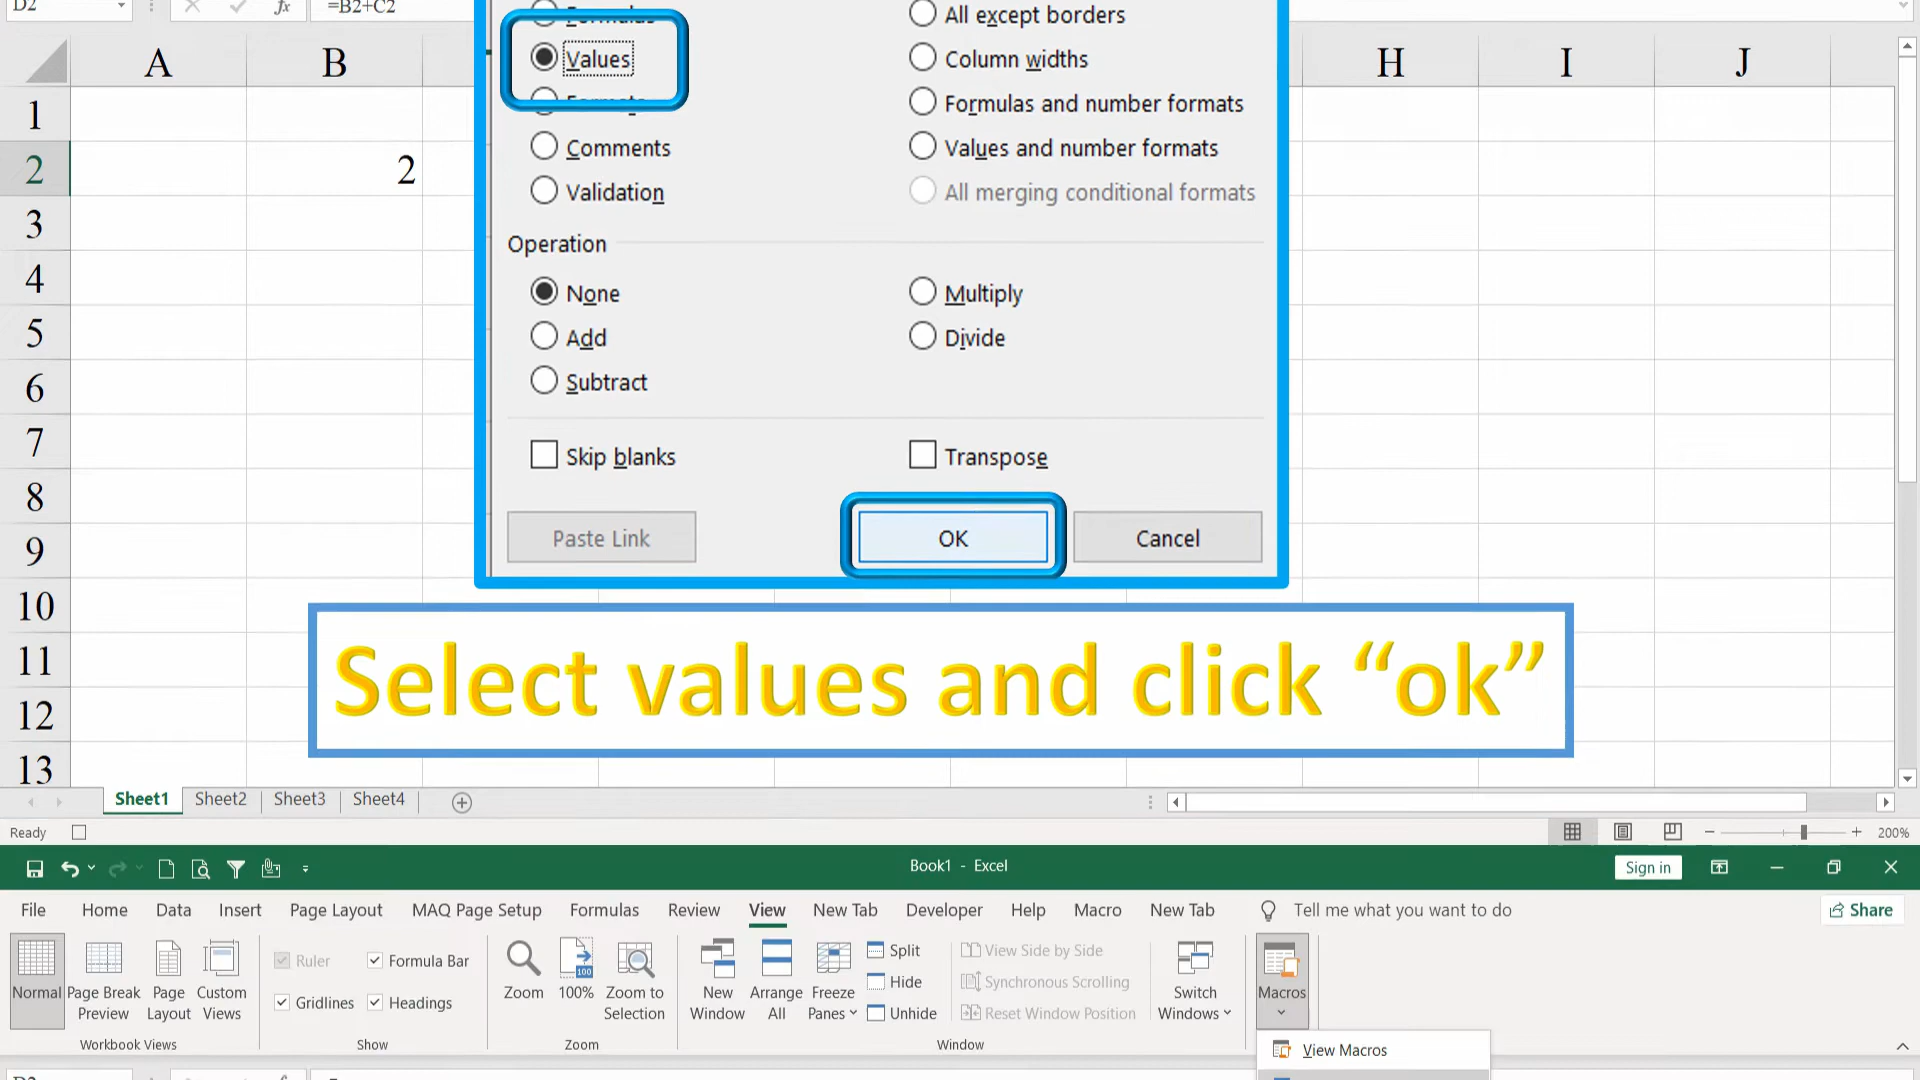 D2 fx =B2+C2
Formulas All except borders
Values Column widths
Formats Formulas and number formats
Comments Values and number formats
Validation All merging conditional formats
Operation
None Multiply
Add Divide
Subtract
Skip blanks Transpose
Paste Link OK Cancel
A B H I J
1
2 2
3
4
5
6
7
8
9
10
11
12
13
Select values and click “ok”
Sheet1 Sheet2 Sheet3 Sheet4
Ready 200%
Book1 - Excel Sign in
File Home Data Insert Page Layout MAQ Page Setup Formulas Review View New Tab Developer Help Macro New Tab Tell me what you want to do Share
Normal Page Break Preview Page Layout Custom Views
Workbook Views
Ruler Formula Bar
Gridlines Headings
Show
Zoom 100 100% Zoom to Selection
Zoom
New Window Arrange All Freeze Panes
Split View Side by Side
Hide Synchronous Scrolling
Unhide Reset Window Position
Switch Windows
Window
Macros
View Macros